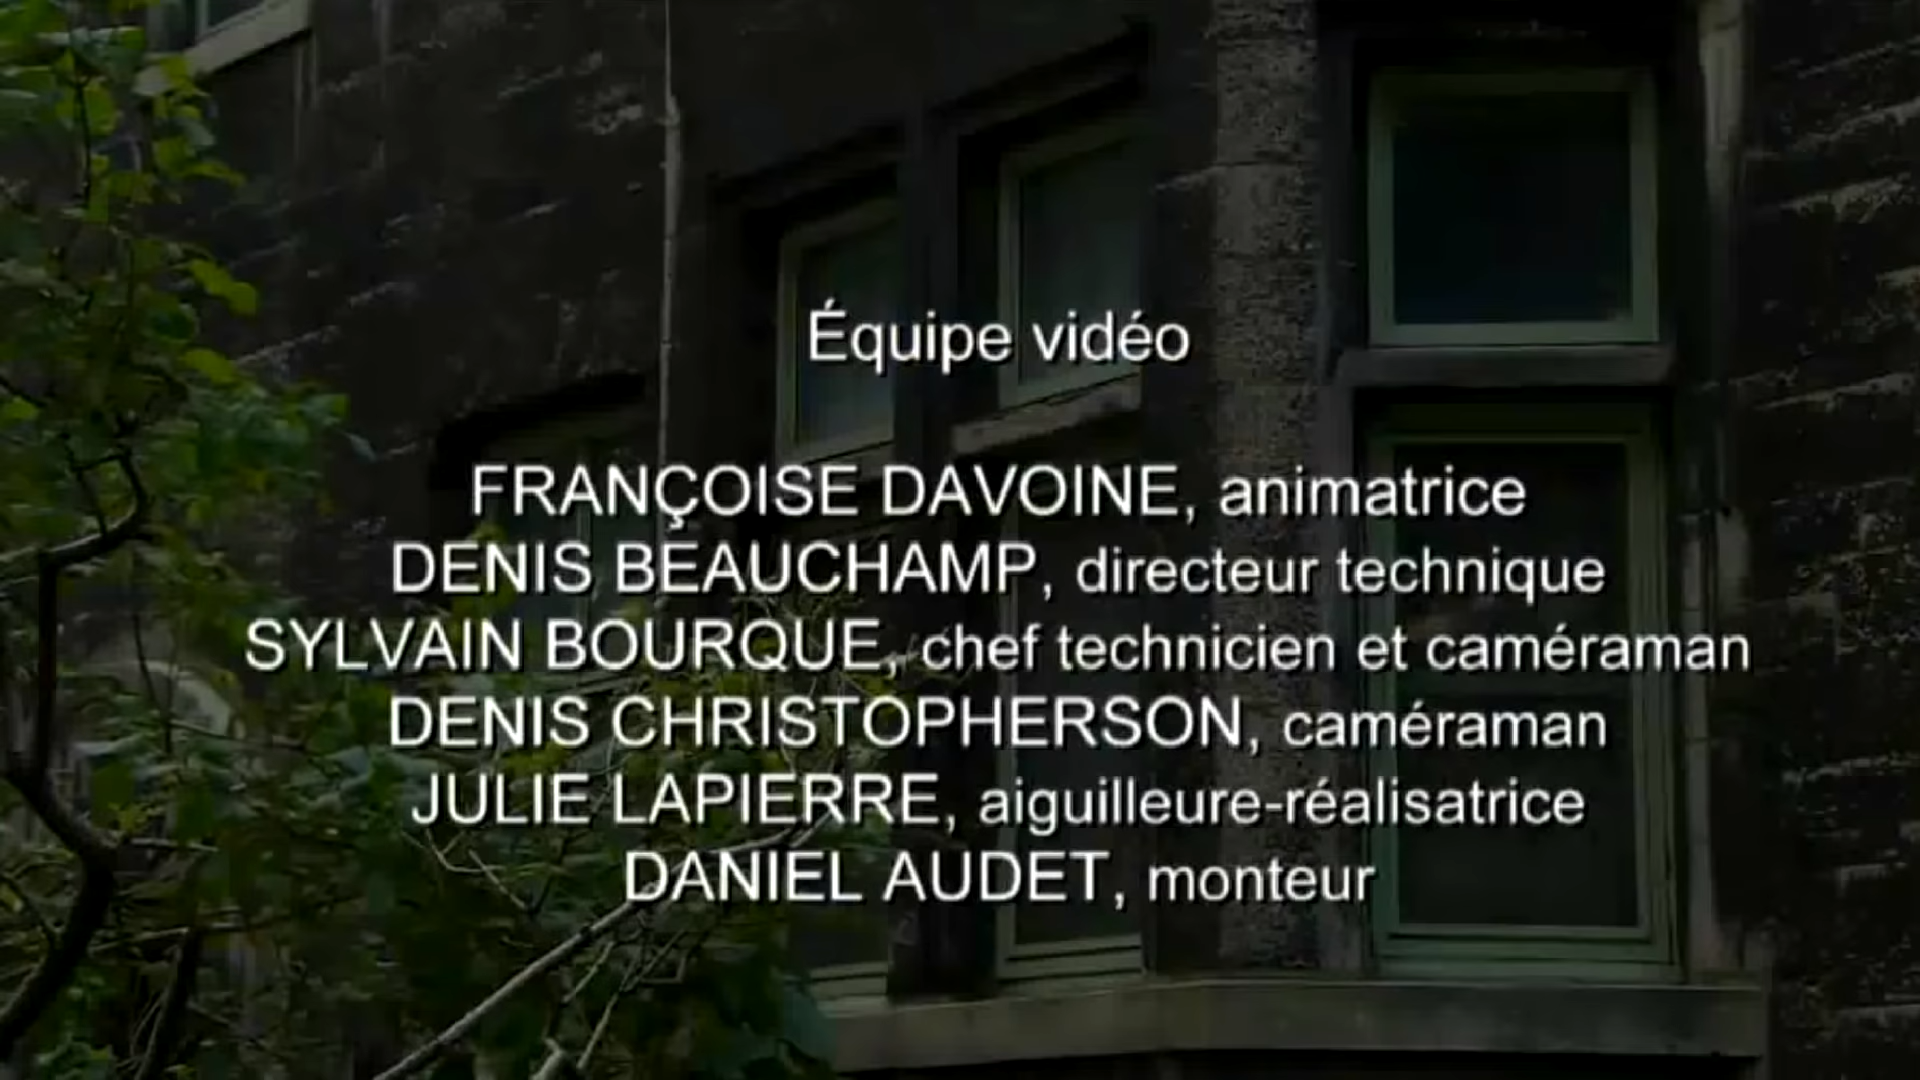 Équipe vidéo
FRANÇOISE DAVOINE, animatrice
DENIS BEAUCHAMP, directeur technique
SYLVAIN BOURQUE, chef technicien et caméraman
DENIS CHRISTOPHERSON, caméraman
JULIE LAPIERRE, aiguilleure-réalisatrice
DANIEL AUDET, monteur